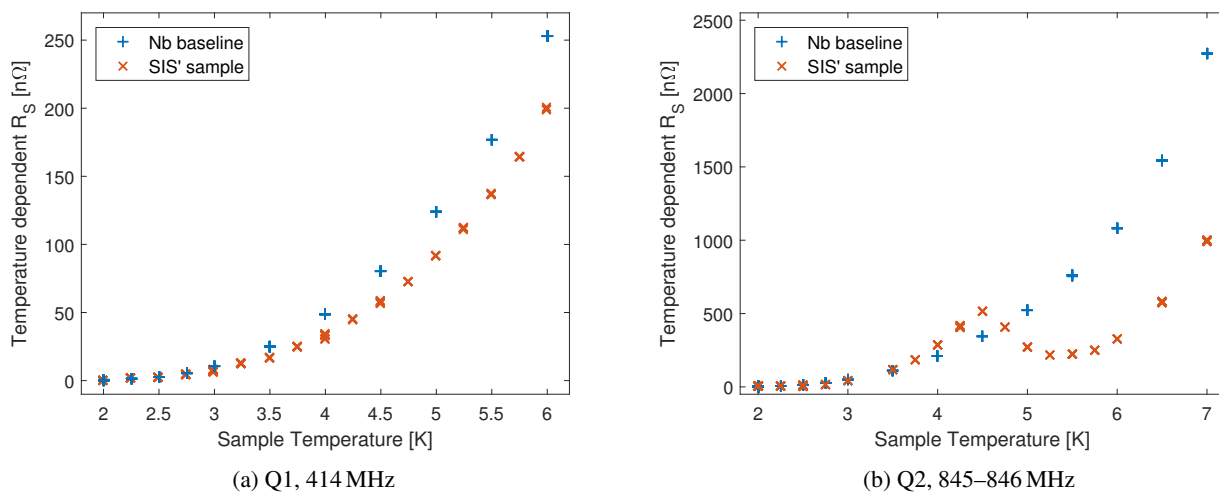 Temperature dependent R_S [nΩ]
250
200
150
100
50
0
Nb baseline
SIS' sample
2 2.5 3 3.5 4 4.5 5 5.5 6
Sample Temperature [K]
(a) Q1, 414 MHz
Temperature dependent R_S [nΩ]
2500
2000
1500
1000
500
0
Nb baseline
SIS' sample
2 3 4 5 6 7
Sample Temperature [K]
(b) Q2, 845–846 MHz